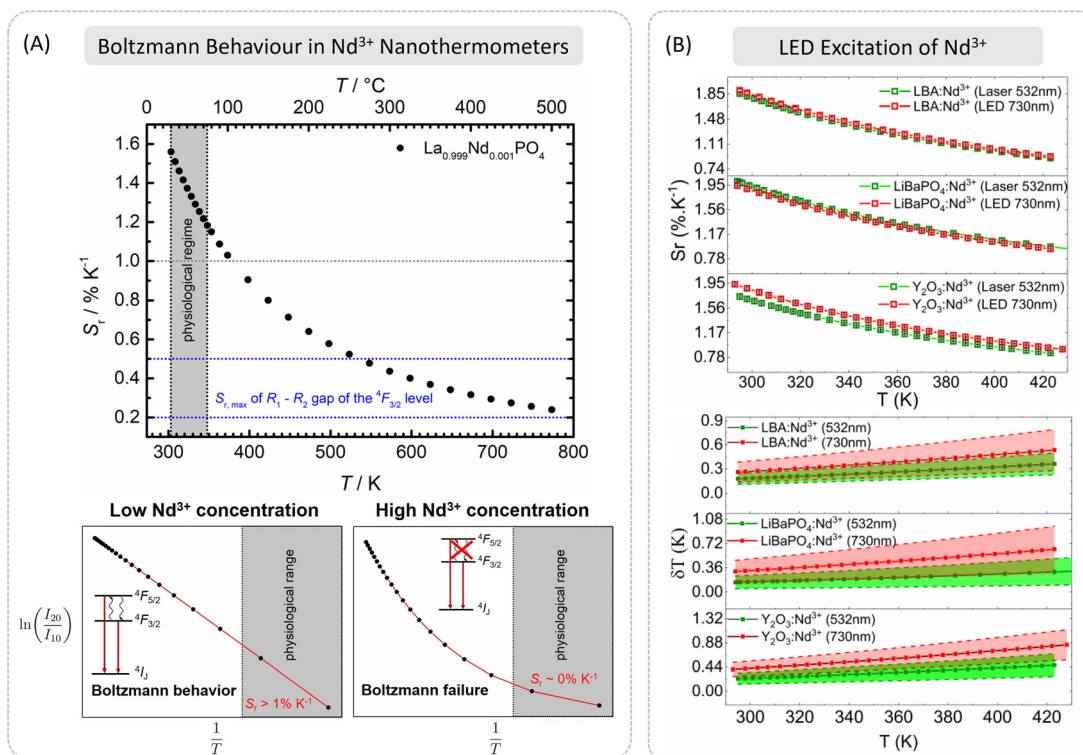 (A)
Boltzmann Behaviour in Nd³⁺ Nanothermometers
T / °C
0 100 200 300 400 500
La₀.₉₉₉Nd₀.₀₀₁PO₄
1.6
1.4
1.2
1.0
0.8
0.6
0.4
0.2
Sᵣ / % K⁻¹
physiological regime
Sᵣ,ₘₐₓ of R₁ - R₂ gap of the ⁴F₃/₂ level
300 400 500 600 700 800
T / K
Low Nd³⁺ concentration
ln(I₂₀/I₁₀)
⁴F₅/₂
⁴F₃/₂
⁴I_J
Boltzmann behavior
physiological range
Sᵣ > 1% K⁻¹
1/T
High Nd³⁺ concentration
⁴F₅/₂
⁴F₃/₂
⁴I_J
Boltzmann failure
physiological range
Sᵣ ~ 0% K⁻¹
1/T
(B)
LED Excitation of Nd³⁺
Sr (%.K⁻¹)
1.85
1.48
1.11
0.74
LBA:Nd³⁺ (Laser 532nm)
LBA:Nd³⁺ (LED 730nm)
1.95
1.56
1.17
0.78
LiBaPO₄:Nd³⁺ (Laser 532nm)
LiBaPO₄:Nd³⁺ (LED 730nm)
1.95
1.56
1.17
0.78
Y₂O₃:Nd³⁺ (Laser 532nm)
Y₂O₃:Nd³⁺ (LED 730nm)
300 320 340 360 380 400 420
T (K)
δT (K)
0.9
0.6
0.3
0.0
LBA:Nd³⁺ (532nm)
LBA:Nd³⁺ (730nm)
1.08
0.72
0.36
0.00
LiBaPO₄:Nd³⁺ (532nm)
LiBaPO₄:Nd³⁺ (730nm)
1.32
0.88
0.44
0.00
Y₂O₃:Nd³⁺ (532nm)
Y₂O₃:Nd³⁺ (730nm)
300 320 340 360 380 400 420
T (K)